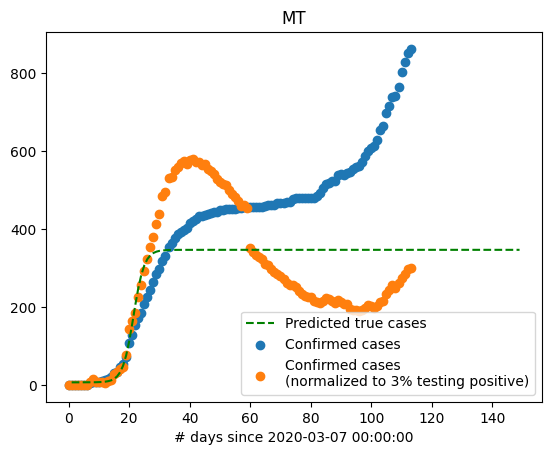 MT
800
600
400
200
0
Predicted true cases
Confirmed cases
Confirmed cases
(normalized to 3% testing positive)
0 20 40 60 80 100 120 140
# days since 2020-03-07 00:00:00